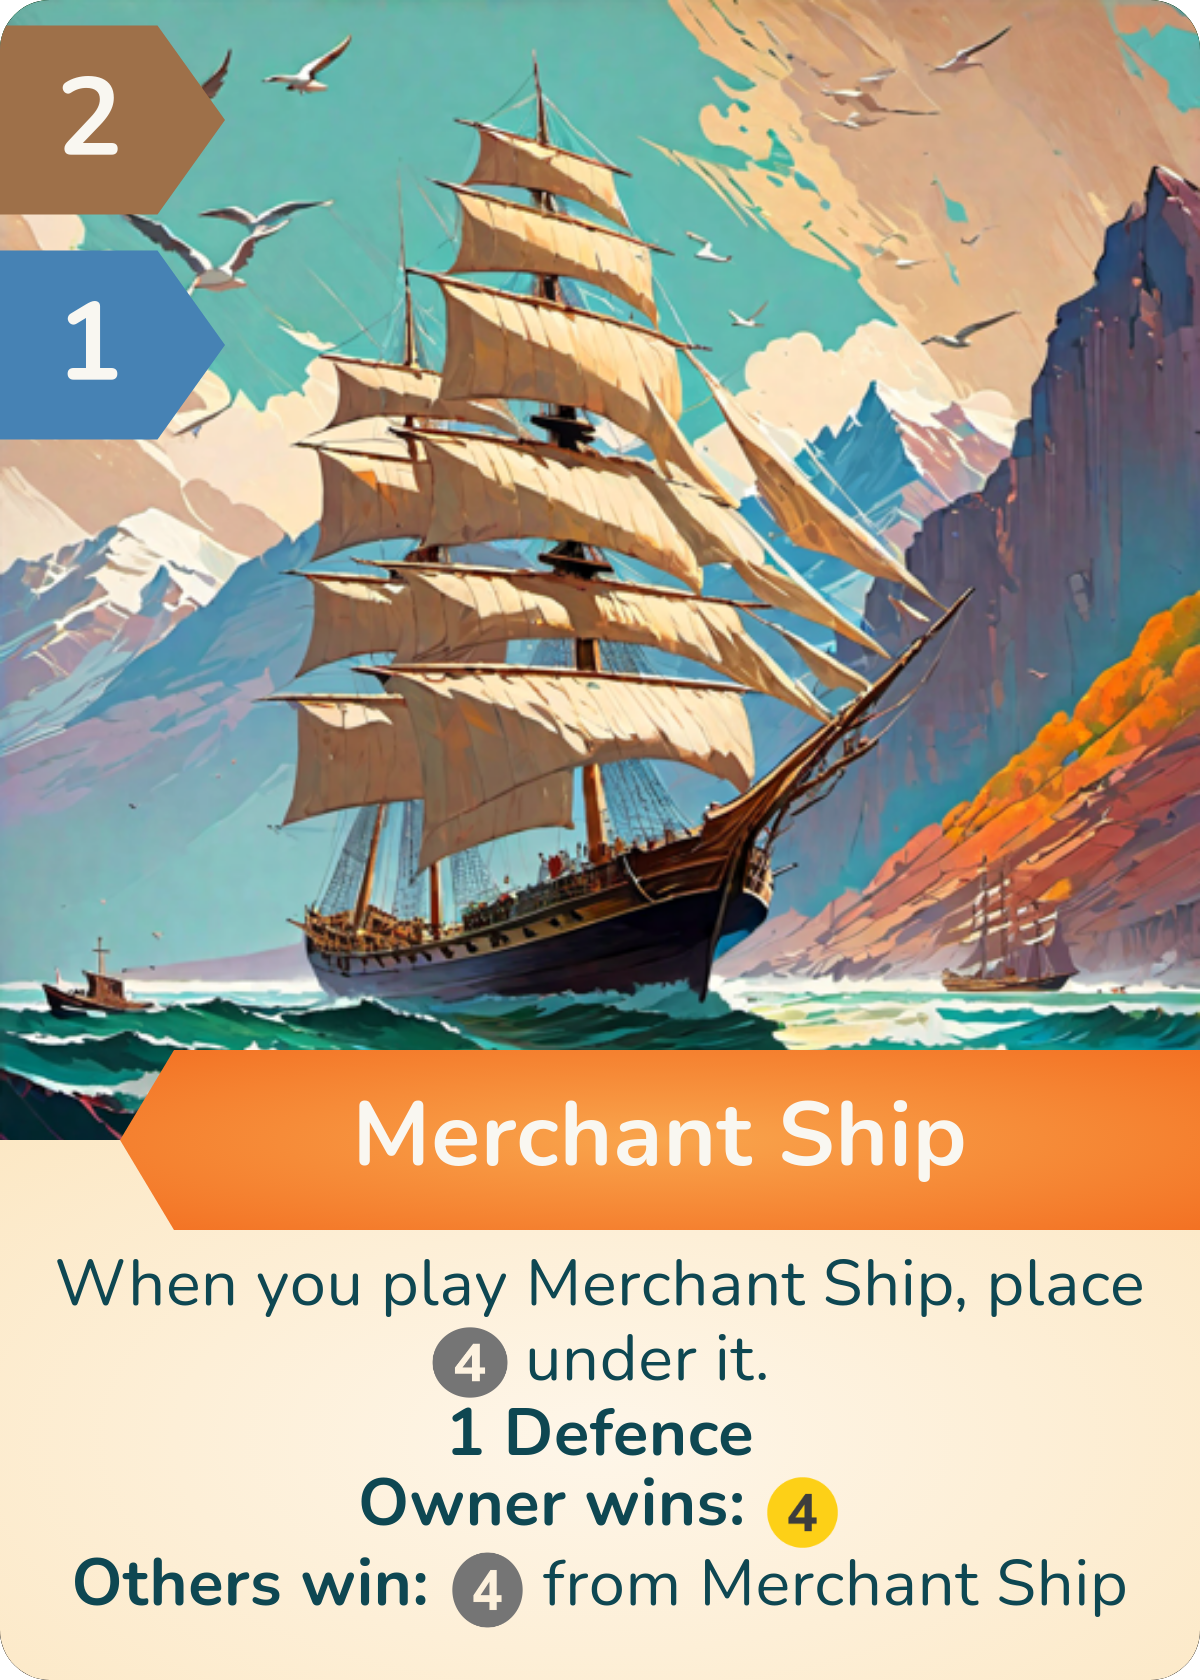 2
1
Merchant Ship
When you play Merchant Ship, place
4 under it.
1 Defence
Owner wins: 4
Others win: 4 from Merchant Ship